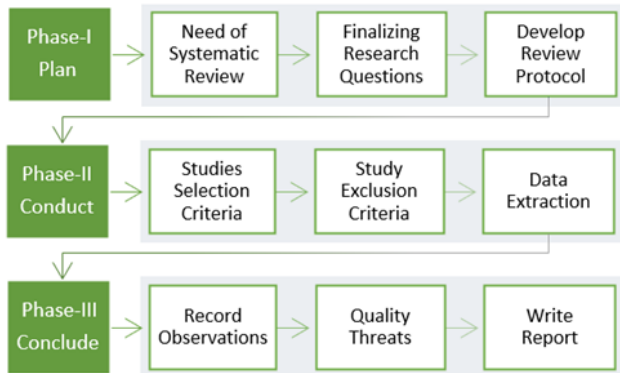 Phase-I
Plan
Need of
Systematic
Review
Finalizing
Research
Questions
Develop
Review
Protocol
Phase-II
Conduct
Studies
Selection
Criteria
Study
Exclusion
Criteria
Data
Extraction
Phase-III
Conclude
Record
Observations
Quality
Threats
Write
Report